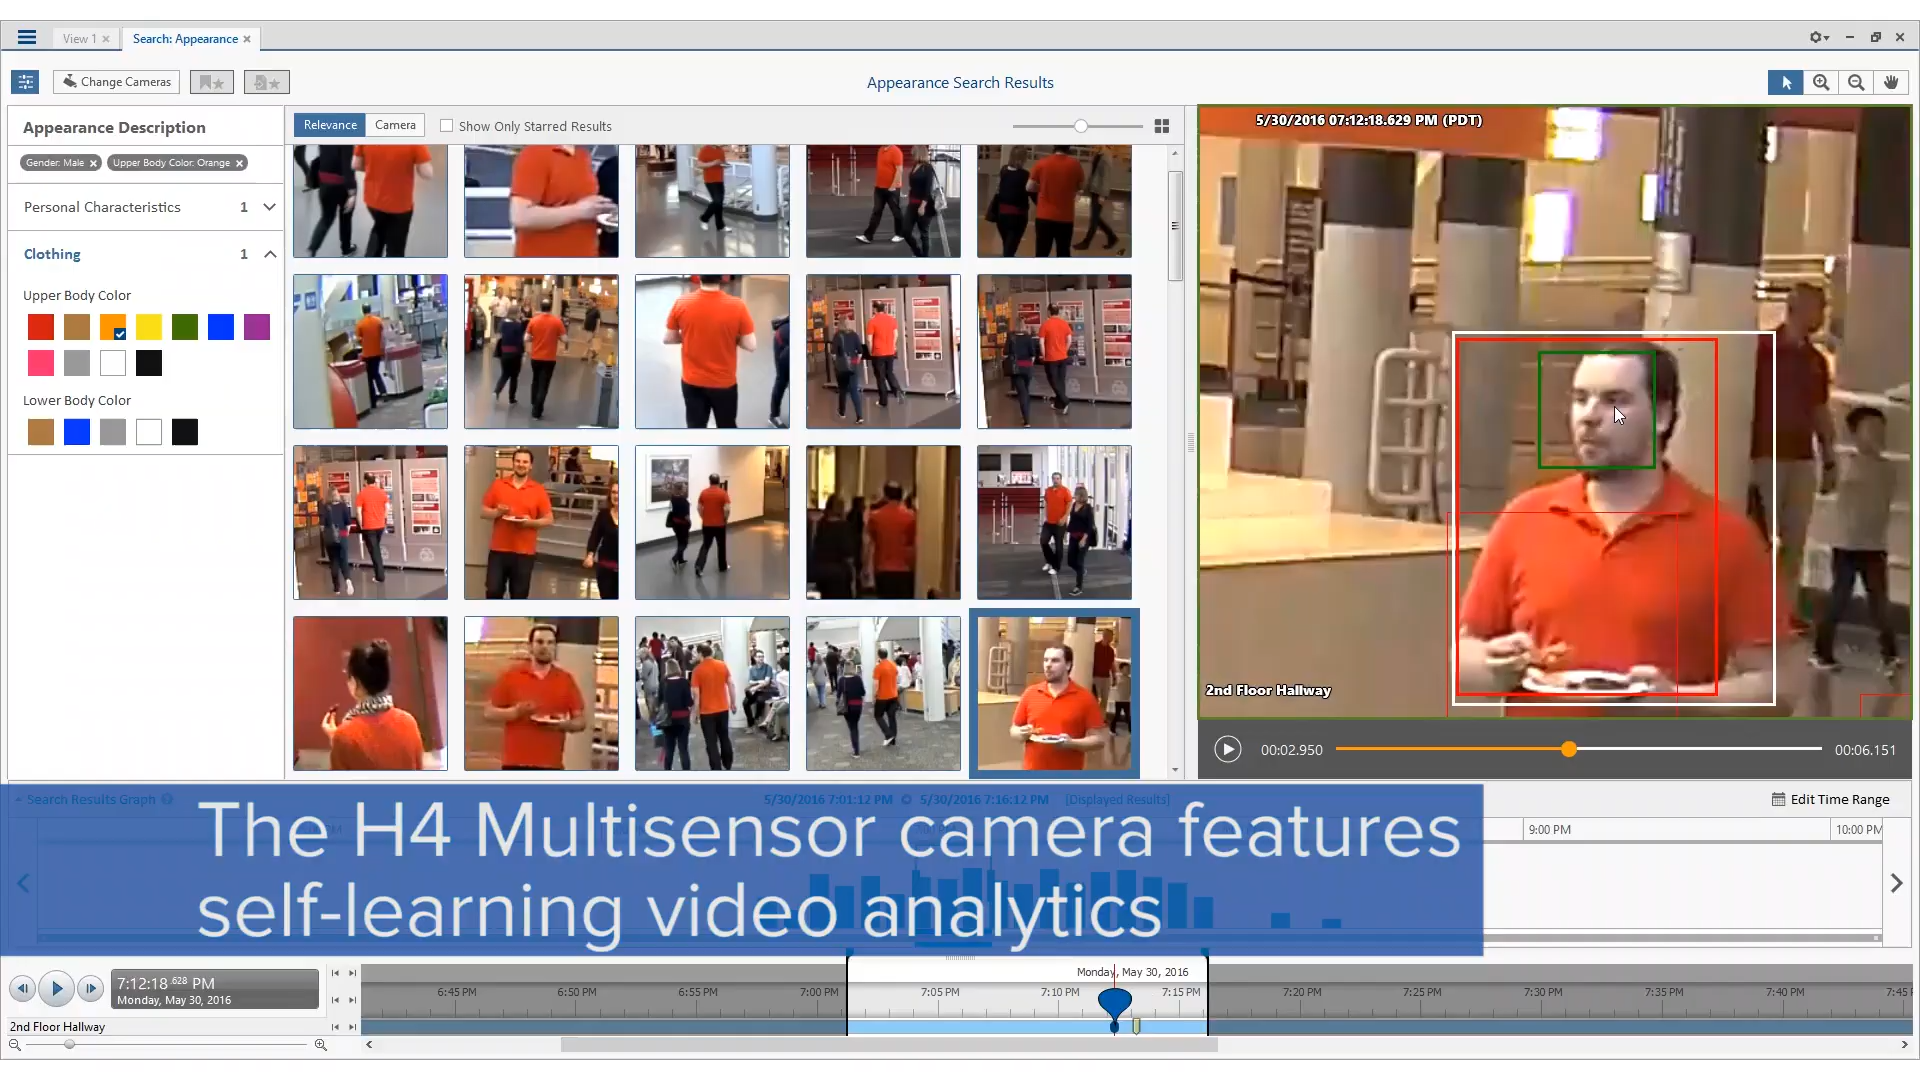 View 1
Search: Appearance
Change Cameras
Appearance Search Results
Appearance Description
Gender: Male
Upper Body Color: Orange
Personal Characteristics 1
Clothing 1
Upper Body Color
Lower Body Color
Relevance
Camera
Show Only Starred Results
5/30/2016 07:12:18.629 PM (PDT)
2nd Floor Hallway
00:02.950
00:06.151
Search Results Graph
5/30/2016 7:01:12 PM
5/30/2016 7:16:12 PM
[Displayed Results]
Edit Time Range
9:00 PM
10:00 PM
The H4 Multisensor camera features
self-learning video analytics
7:12:18 .628 PM
Monday, May 30, 2016
Monday, May 30, 2016
6:45 PM 6:50 PM 6:55 PM 7:00 PM 7:05 PM 7:10 PM 7:15 PM 7:20 PM 7:25 PM 7:30 PM 7:35 PM 7:40 PM 7:45
2nd Floor Hallway